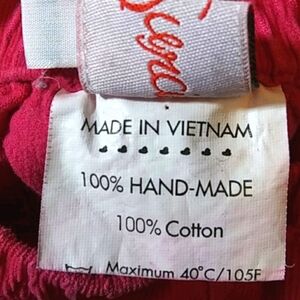 MADE IN VIETNAM
100% HAND-MADE
100% Cotton
Maximum 40°C/105F